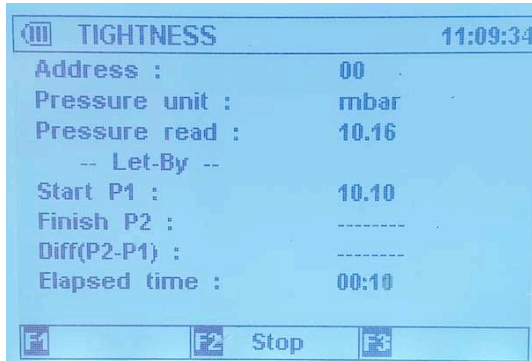 TIGHTNESS 11:09:34
Address : 00
Pressure unit : mbar
Pressure read : 10.16
-- Let-By --
Start P1 : 10.10
Finish P2 : --------
Diff(P2-P1) : --------
Elapsed time : 00:10
F1 F2 Stop F3